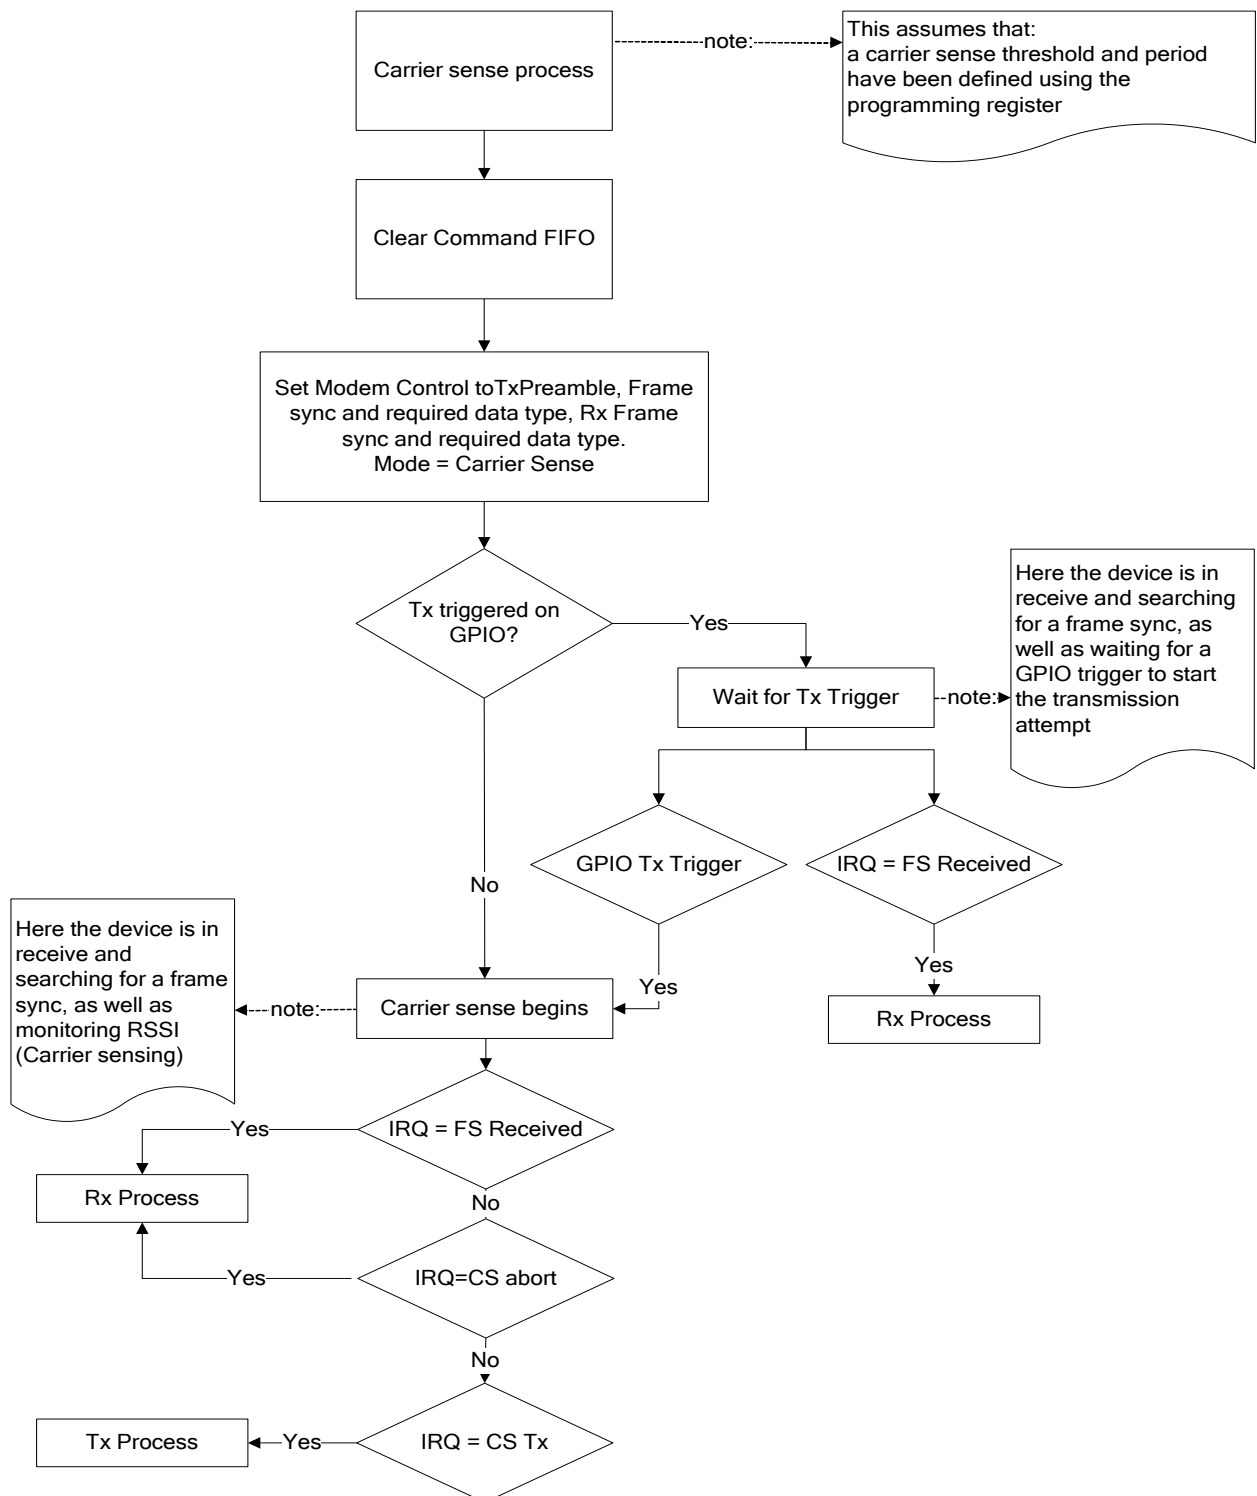 Carrier sense process
note:
This assumes that:
a carrier sense threshold and period
have been defined using the
programming register
Clear Command FIFO
Set Modem Control toTxPreamble, Frame
sync and required data type, Rx Frame
sync and required data type.
Mode = Carrier Sense
Tx triggered on
GPIO?
Yes
Wait for Tx Trigger
note:
Here the device is in
receive and searching
for a frame sync, as
well as waiting for a
GPIO trigger to start
the transmission
attempt
GPIO Tx Trigger
IRQ = FS Received
No
Yes
Yes
Rx Process
Here the device is in
receive and
searching for a frame
sync, as well as
monitoring RSSI
(Carrier sensing)
note:
Carrier sense begins
IRQ = FS Received
Yes
Rx Process
No
IRQ=CS abort
Yes
No
IRQ = CS Tx
Yes
Tx Process